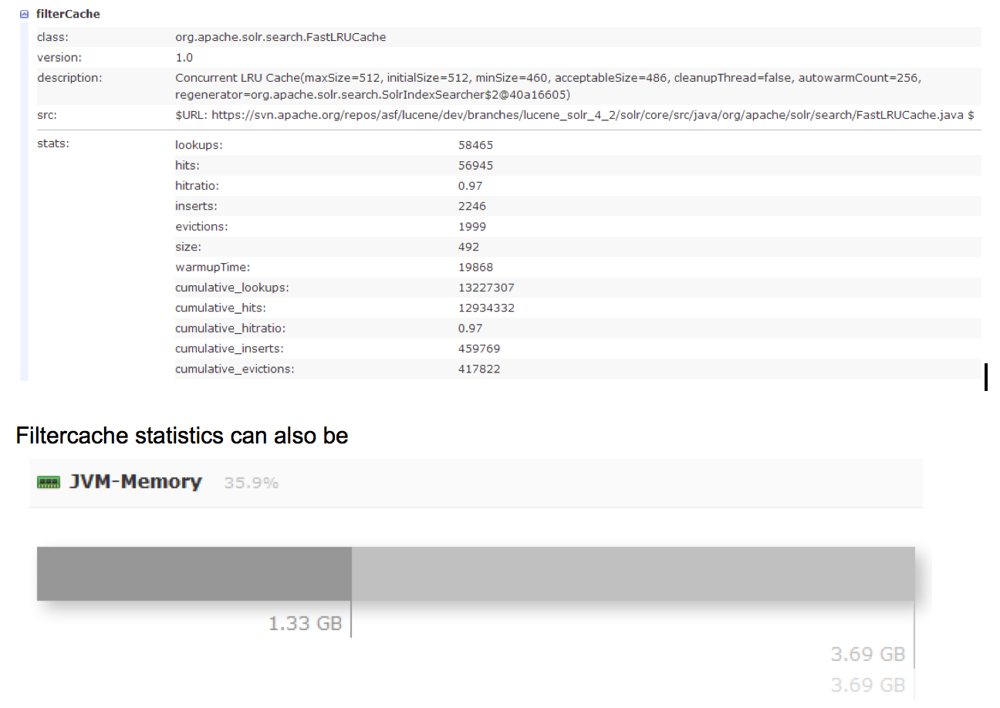 filterCache
class: org.apache.solr.search.FastLRUCache
version: 1.0
description: Concurrent LRU Cache(maxSize=512, initialSize=512, minSize=460, acceptableSize=486, cleanupThread=false, autowarmCount=256,
regenerator=org.apache.solr.search.SolrIndexSearcher$2@40a16605)
src: $URL: https://svn.apache.org/repos/asf/lucene/dev/branches/lucene_solr_4_2/solr/core/src/java/org/apache/solr/search/FastLRUCache.java $
stats: lookups: 58465
hits: 56945
hitratio: 0.97
inserts: 2246
evictions: 1999
size: 492
warmupTime: 19868
cumulative_lookups: 13227307
cumulative_hits: 12934332
cumulative_hitratio: 0.97
cumulative_inserts: 459769
cumulative_evictions: 417822
Filtercache statistics can also be
JVM-Memory 35.9%
1.33 GB
3.69 GB
3.69 GB